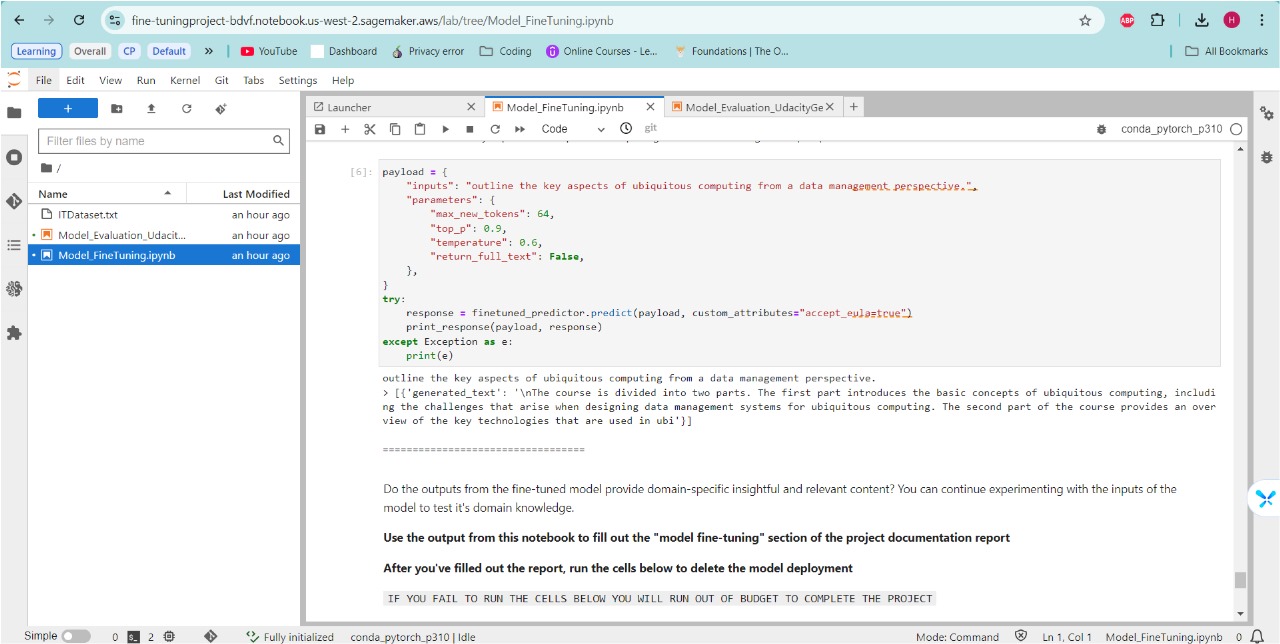 fine-tuningproject-bdvf.notebook.us-west-2.sagemaker.aws/lab/tree/Model_FineTuning.ipynb
ABP
H
Learning Overall CP Default » YouTube Dashboard Privacy error Coding Online Courses - Le... Foundations | The O... All Bookmarks
File Edit View Run Kernel Git Tabs Settings Help
Launcher Model_FineTuning.ipynb Model_Evaluation_UdacityGe
Code git conda_pytorch_p310
Filter files by name
/
Name Last Modified
ITDataset.txt an hour ago
Model_Evaluation_Udacit... an hour ago
Model_FineTuning.ipynb an hour ago
[6]: payload = {
"inputs": "outline the key aspects of ubiquitous computing from a data management perspective.",
"parameters": {
"max_new_tokens": 64,
"top_p": 0.9,
"temperature": 0.6,
"return_full_text": False,
},
}
try:
response = finetuned_predictor.predict(payload, custom_attributes="accept_eula=true")
print_response(payload, response)
except Exception as e:
print(e)
outline the key aspects of ubiquitous computing from a data management perspective.
> [{'generated_text': '\nThe course is divided into two parts. The first part introduces the basic concepts of ubiquitous computing, includi
ng the challenges that arise when designing data management systems for ubiquitous computing. The second part of the course provides an over
view of the key technologies that are used in ubi'}]
==================================
Do the outputs from the fine-tuned model provide domain-specific insightful and relevant content? You can continue experimenting with the inputs of the
model to test it's domain knowledge.
Use the output from this notebook to fill out the "model fine-tuning" section of the project documentation report
After you've filled out the report, run the cells below to delete the model deployment
IF YOU FAIL TO RUN THE CELLS BELOW YOU WILL RUN OUT OF BUDGET TO COMPLETE THE PROJECT
Simple 0 2 Fully initialized conda_pytorch_p310 | Idle Mode: Command Ln 1, Col 1 Model_FineTuning.ipynb 0